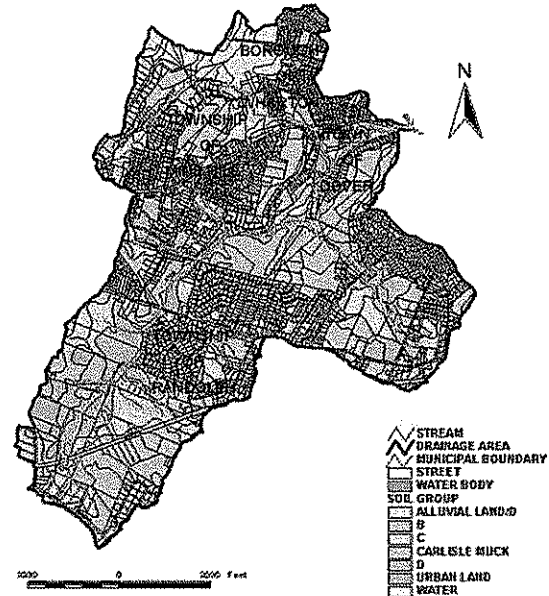 BOROUGH
N
TOWNSHIP
OF
DOVER
RANDOLPH
STREAM
DRAINAGE AREA
MUNICIPAL BOUNDARY
STREET
WATER BODY
SOIL GROUP
ALLUVIAL LAND/D
B
C
CARLISLE MUCK
D
URBAN LAND
WATER
0
2000 Feet